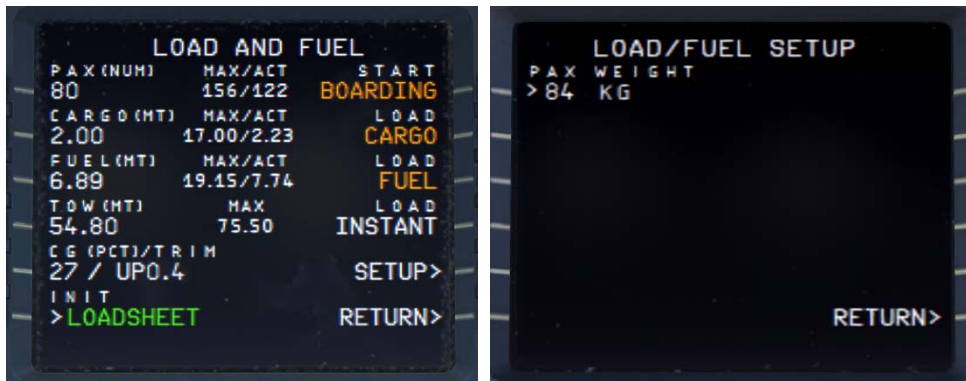 LOAD AND FUEL
PAX(NUM) MAX/ACT START
80 156/122 BOARDING
CARGO(MT) MAX/ACT LOAD
2.00 17.00/2.23 CARGO
FUEL(MT) MAX/ACT LOAD
6.89 19.15/7.74 FUEL
TOW(MT) MAX LOAD
54.80 75.50 INSTANT
CG(PCT)/TRIM
27 / UP0.4 SETUP>
INIT
>LOADSHEET RETURN>
LOAD/FUEL SETUP
PAX WEIGHT
>84 KG
RETURN>